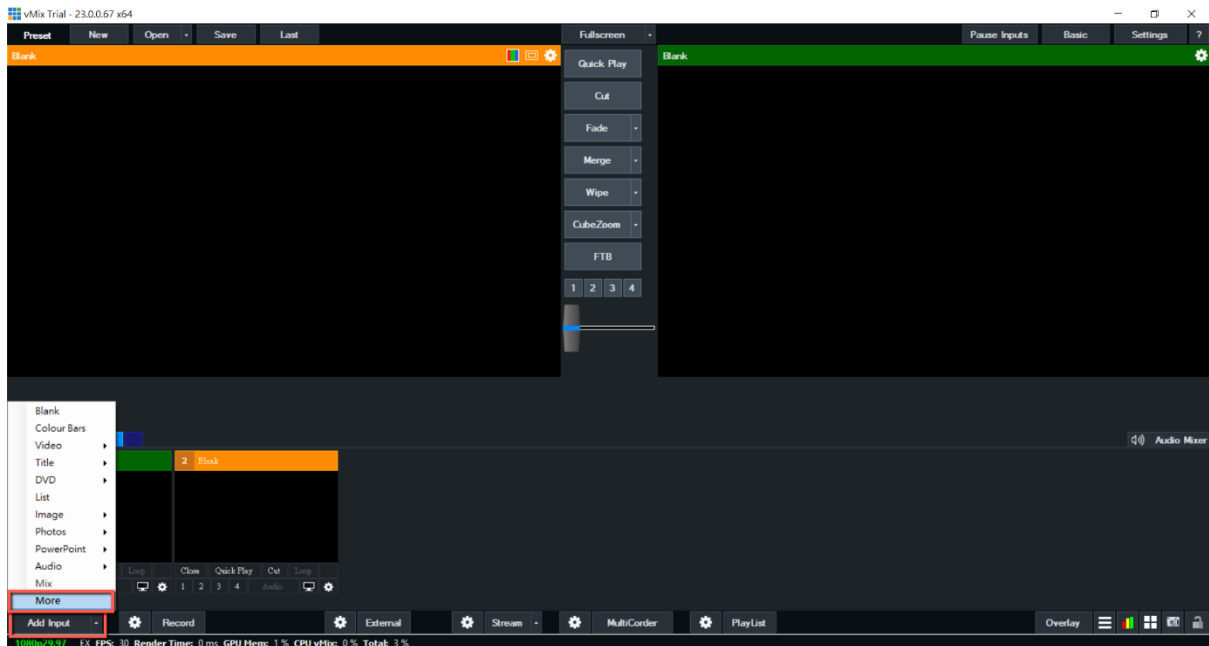 vMix Trial - 23.0.0.67 x64
Preset New Open Save Last Fullscreen Pause Inputs Basic Settings ?
Blank
Blank
Quick Play
Cut
Fade
Merge
Wipe
CubeZoom
FTB
1 2 3 4
Blank
Colour Bars
Video
Title
DVD
List
Image
Photos
PowerPoint
Audio
Mix
More
Audio Mixer
2 Blank
Loop
Close Quick Play Cut Loop
1 2 3 4 Audio
Add Input Record External Stream MultiCorder PlayList Overlay
1080p29.97 EX FPS: 30 Render Time: 0 ms GPU Mem: 1 % CPU vMix: 0 % Total: 3 %